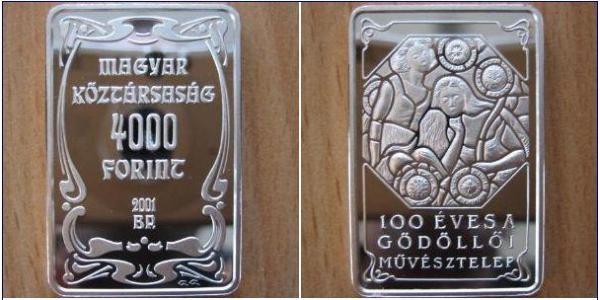 MAGYAR
KÖZTÁRSASÁG
4000
FORINT
2001
BP.
100 ÉVES A
GÖDÖLLŐI
MŰVÉSZTELEP